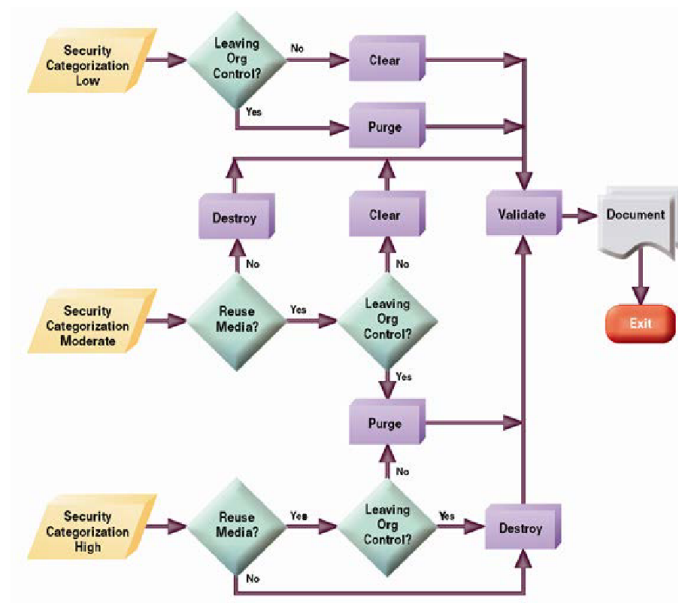 Security
Categorization
Low
Leaving
Org
Control?
No
Clear
Yes
Purge
Destroy
Clear
Validate
Document
No
No
Security
Categorization
Moderate
Reuse
Media?
Yes
Leaving
Org
Control?
Exit
Yes
Purge
No
Security
Categorization
High
Reuse
Media?
Yes
Leaving
Org
Control?
Yes
Destroy
No